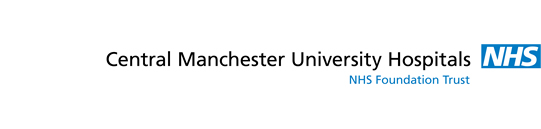 Central Manchester University Hospitals NHS
NHS Foundation Trust